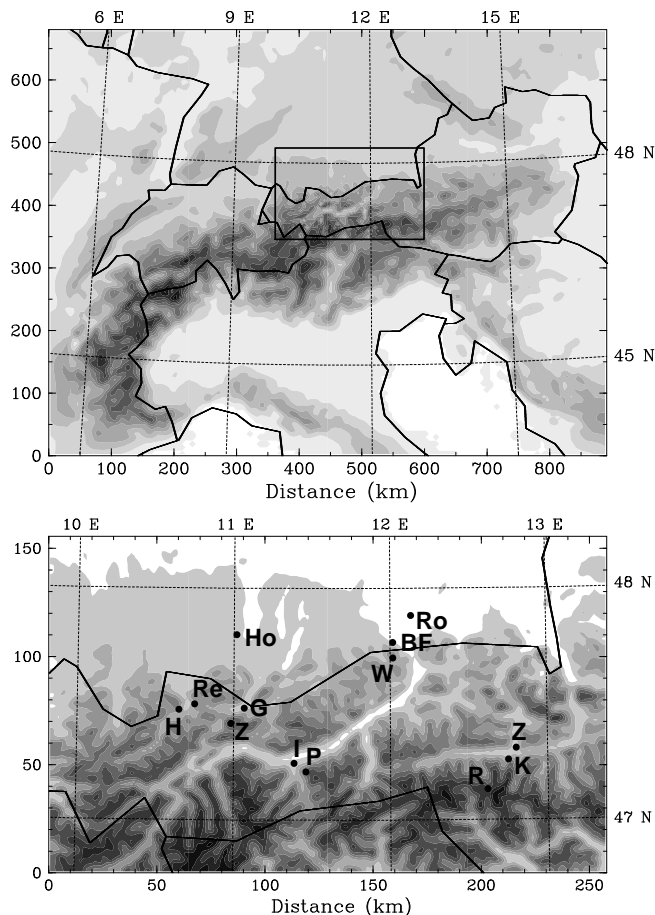 6 E 9 E 12 E 15 E
600
500
48 N
400
300
200
45 N
100
0
0 100 200 300 400 500 600 700 800
Distance (km)
10 E 11 E 12 E 13 E
150
48 N
Ro
Ho
BF
100
W
Re
G
H
Z
Z
I
P
K
50
R
47 N
0
0 50 100 150 200 250
Distance (km)